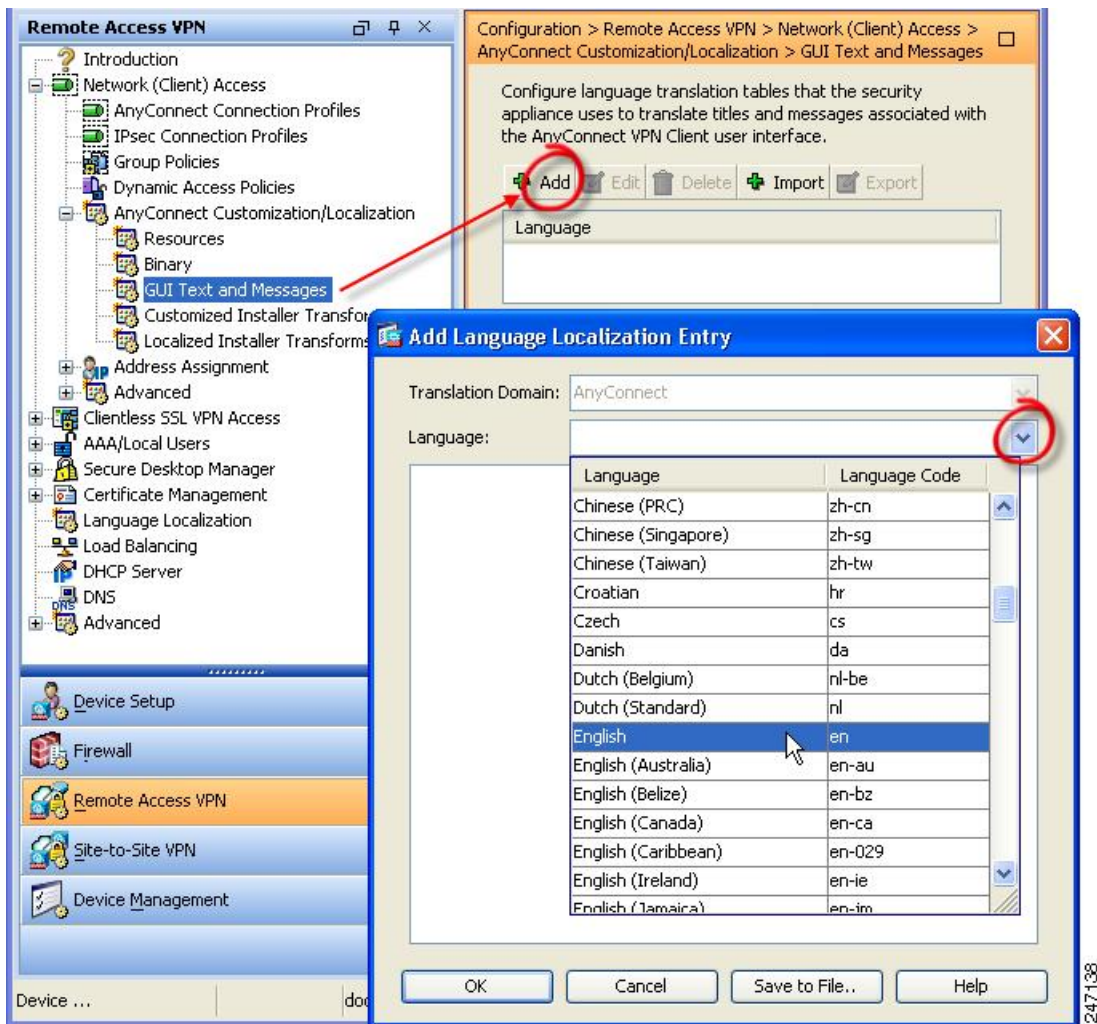 Remote Access VPN
Introduction
Network (Client) Access
AnyConnect Connection Profiles
IPsec Connection Profiles
Group Policies
Dynamic Access Policies
AnyConnect Customization/Localization
Resources
Binary
GUI Text and Messages
Customized Installer Transfor
Localized Installer Transforms
Address Assignment
Advanced
Clientless SSL VPN Access
AAA/Local Users
Secure Desktop Manager
Certificate Management
Language Localization
Load Balancing
DHCP Server
DNS
Advanced
Device Setup
Firewall
Remote Access VPN
Site-to-Site VPN
Device Management
Device ...
doc
Configuration > Remote Access VPN > Network (Client) Access >
AnyConnect Customization/Localization > GUI Text and Messages
Configure language translation tables that the security
appliance uses to translate titles and messages associated with
the AnyConnect VPN Client user interface.
Add Edit Delete Import Export
Language
Add Language Localization Entry
Translation Domain: AnyConnect
Language:
Language Language Code
Chinese (PRC) zh-cn
Chinese (Singapore) zh-sg
Chinese (Taiwan) zh-tw
Croatian hr
Czech cs
Danish da
Dutch (Belgium) nl-be
Dutch (Standard) nl
English en
English (Australia) en-au
English (Belize) en-bz
English (Canada) en-ca
English (Caribbean) en-029
English (Ireland) en-ie
English (Jamaica) en-jm
OK Cancel Save to File.. Help
247138